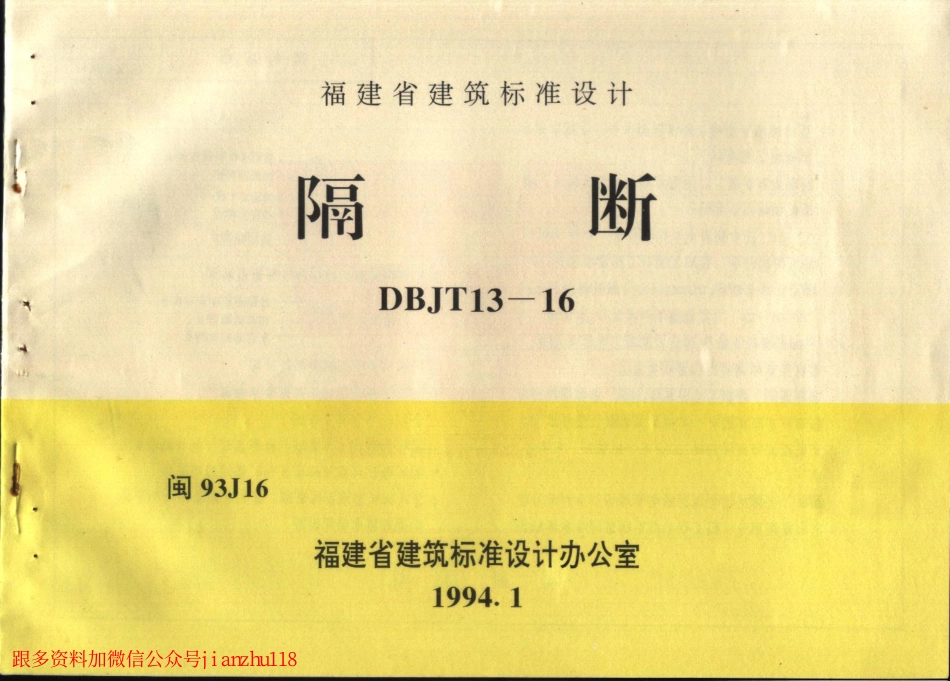 福建省建筑标准设计
隔 断
DBJT13—16
闽 93J16
福建省建筑标准设计办公室
1994.1
跟多资料加微信公众号jianzhu118